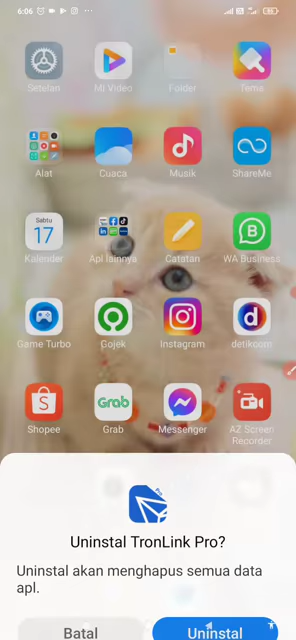 6:06
Setelan
Mi Video
Folder
Tema
Alat
Cuaca
Musik
ShareMe
Sabtu
17
Kalender
Apl lainnya
Catatan
WA Business
Game Turbo
Gojek
Instagram
d
detikcom
Shopee
Grab
Grab
Messenger
AZ Screen
Recorder
Pro
Uninstal TronLink Pro?
Uninstal akan menghapus semua data
apl.
Batal
Uninstal